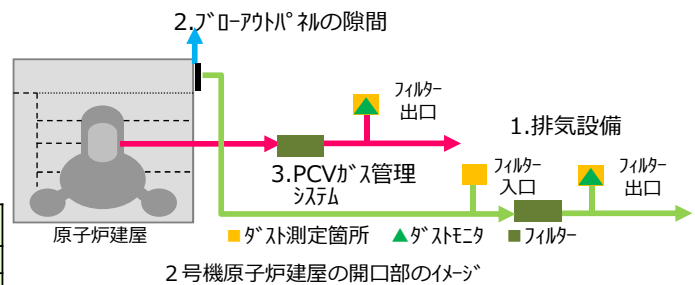 2.ﾌﾞﾛｰｱｳﾄﾊﾟﾈﾙの隙間
ﾌｨﾙﾀｰ
出口
1.排気設備
3.PCVｶﾞｽ管理
ｼｽﾃﾑ
ﾌｨﾙﾀｰ
入口
ﾌｨﾙﾀｰ
出口
原子炉建屋
■ﾀﾞｽﾄ測定箇所 ▲ﾀﾞｽﾄﾓﾆﾀ ■ﾌｨﾙﾀｰ
２号機原子炉建屋の開口部のｲﾒｰｼﾞ